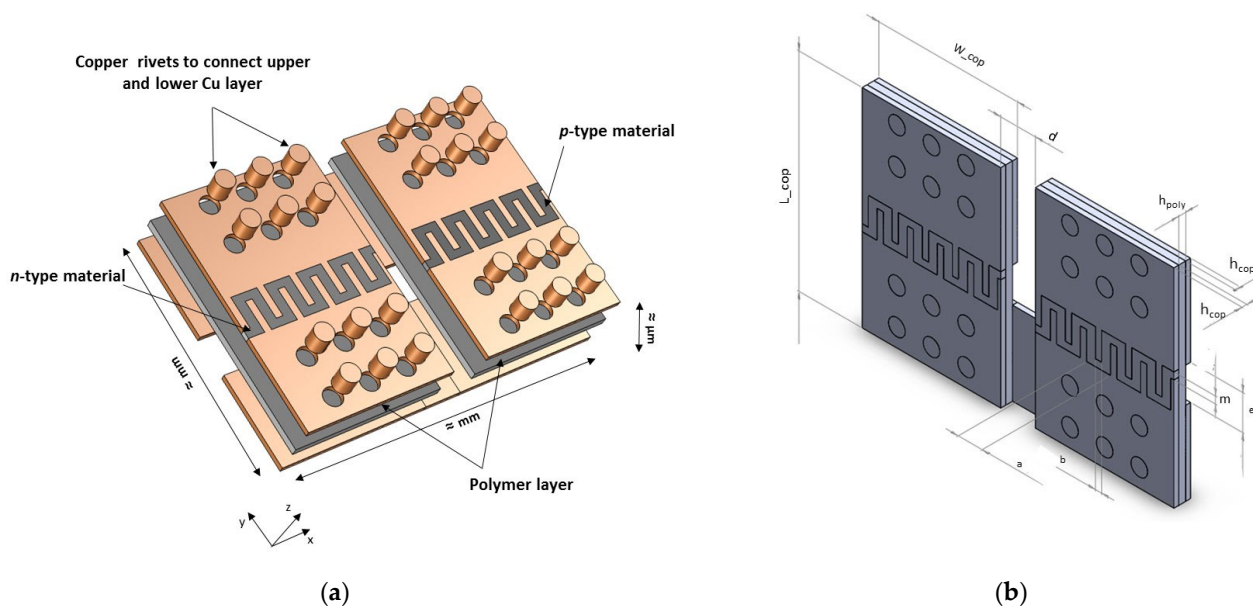 Copper rivets to connect upper
and lower Cu layer
p-type material
n-type material
≈ mm
≈ mm
≈ µm
Polymer layer
y
z
x
(a)
W_cop
L_cop
d
h_poly
h_cop
h_cop
m
e
a
b
(b)